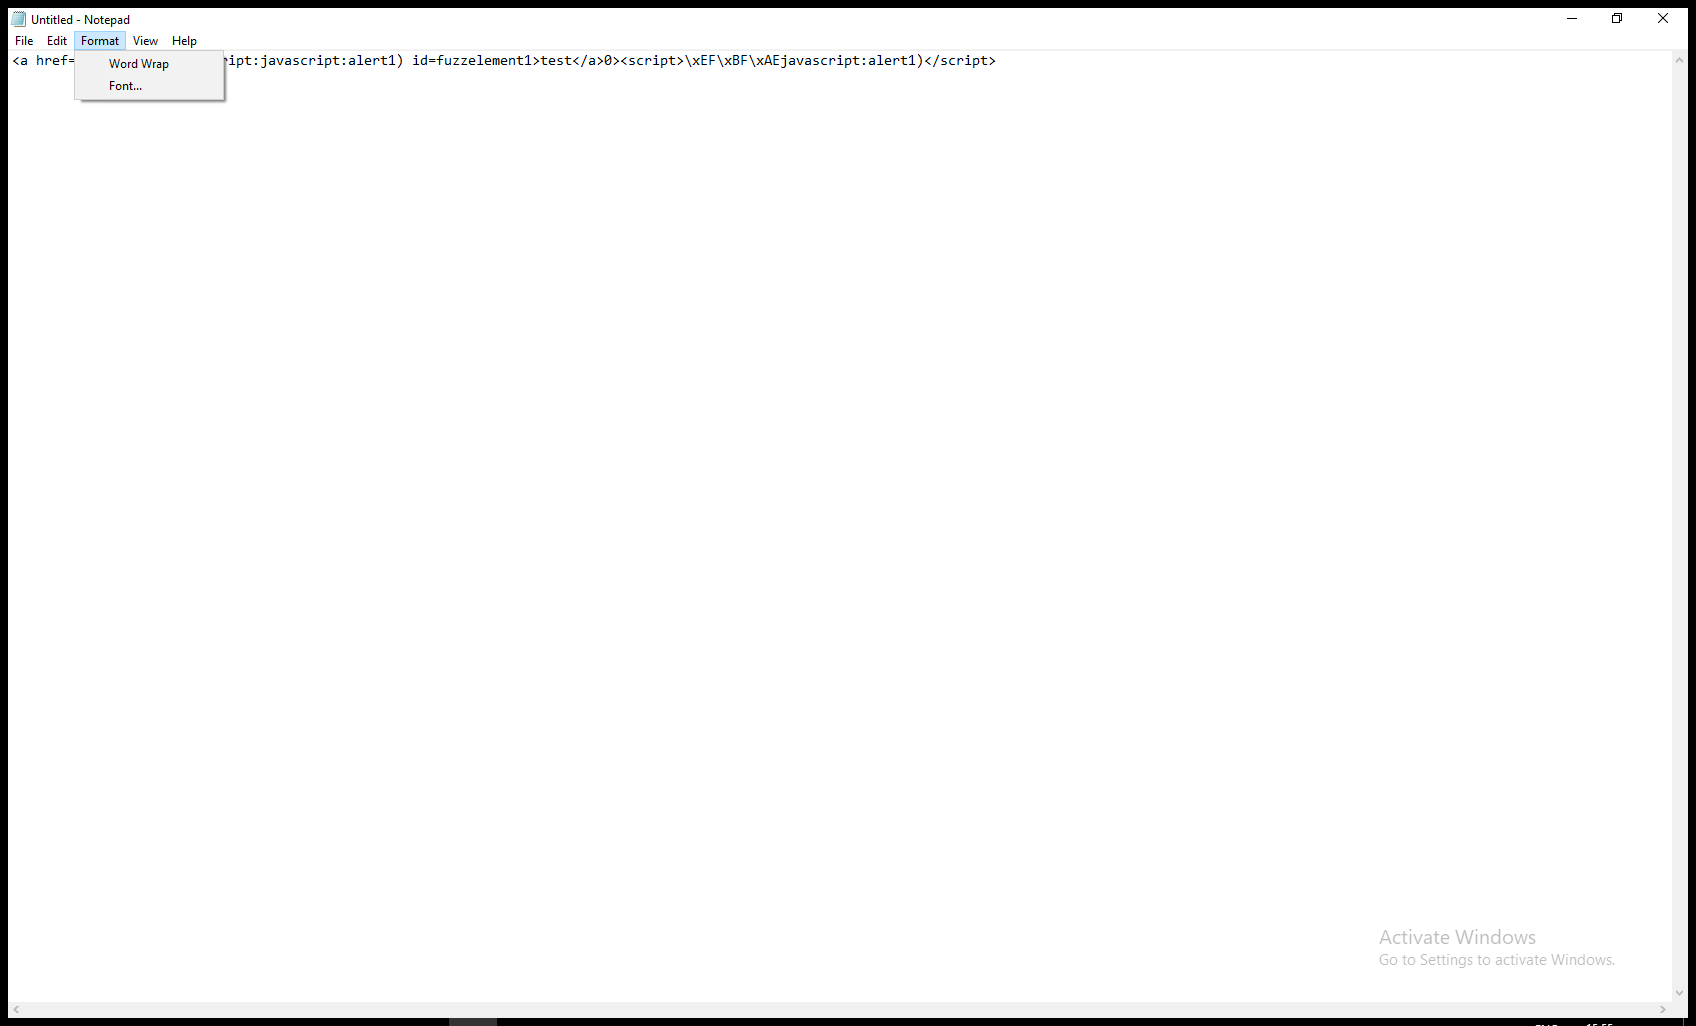 Untitled - Notepad
File Edit Format View Help
<a href= ipt:javascript:alert1) id=fuzzelement1>test</a>0><script>\xEF\xBF\xAEjavascript:alert1)</script>
Word Wrap
Font...
Activate Windows
Go to Settings to activate Windows.